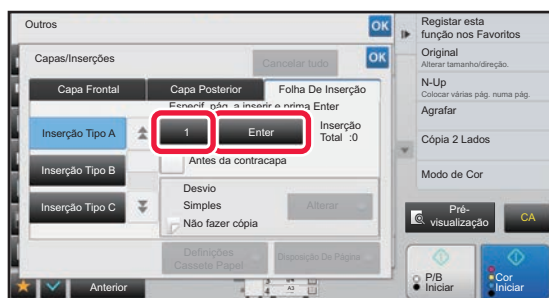 Outros
OK
Capas/Inserções
Cancelar tudo
OK
Capa Frontal
Capa Posterior
Folha De Inserção
Especif. pág. a inserir e prima Enter
Inserção Tipo A
1
Enter
Inserção
Total :0
Antes da contracapa
Inserção Tipo B
Inserção Tipo C
Desvio
Simples
Não fazer cópia
Alterar
Definições
Cassete Papel
Disposição De Página
Anterior
3
4
A3
Registar esta
função nos Favoritos
Original
Alterar tamanho/direção.
N-Up
Colocar várias pág. numa pág.
Agrafar
Cópia 2 Lados
Modo de Cor
Pré-
visualização
CA
P/B
Iniciar
Cor
Iniciar